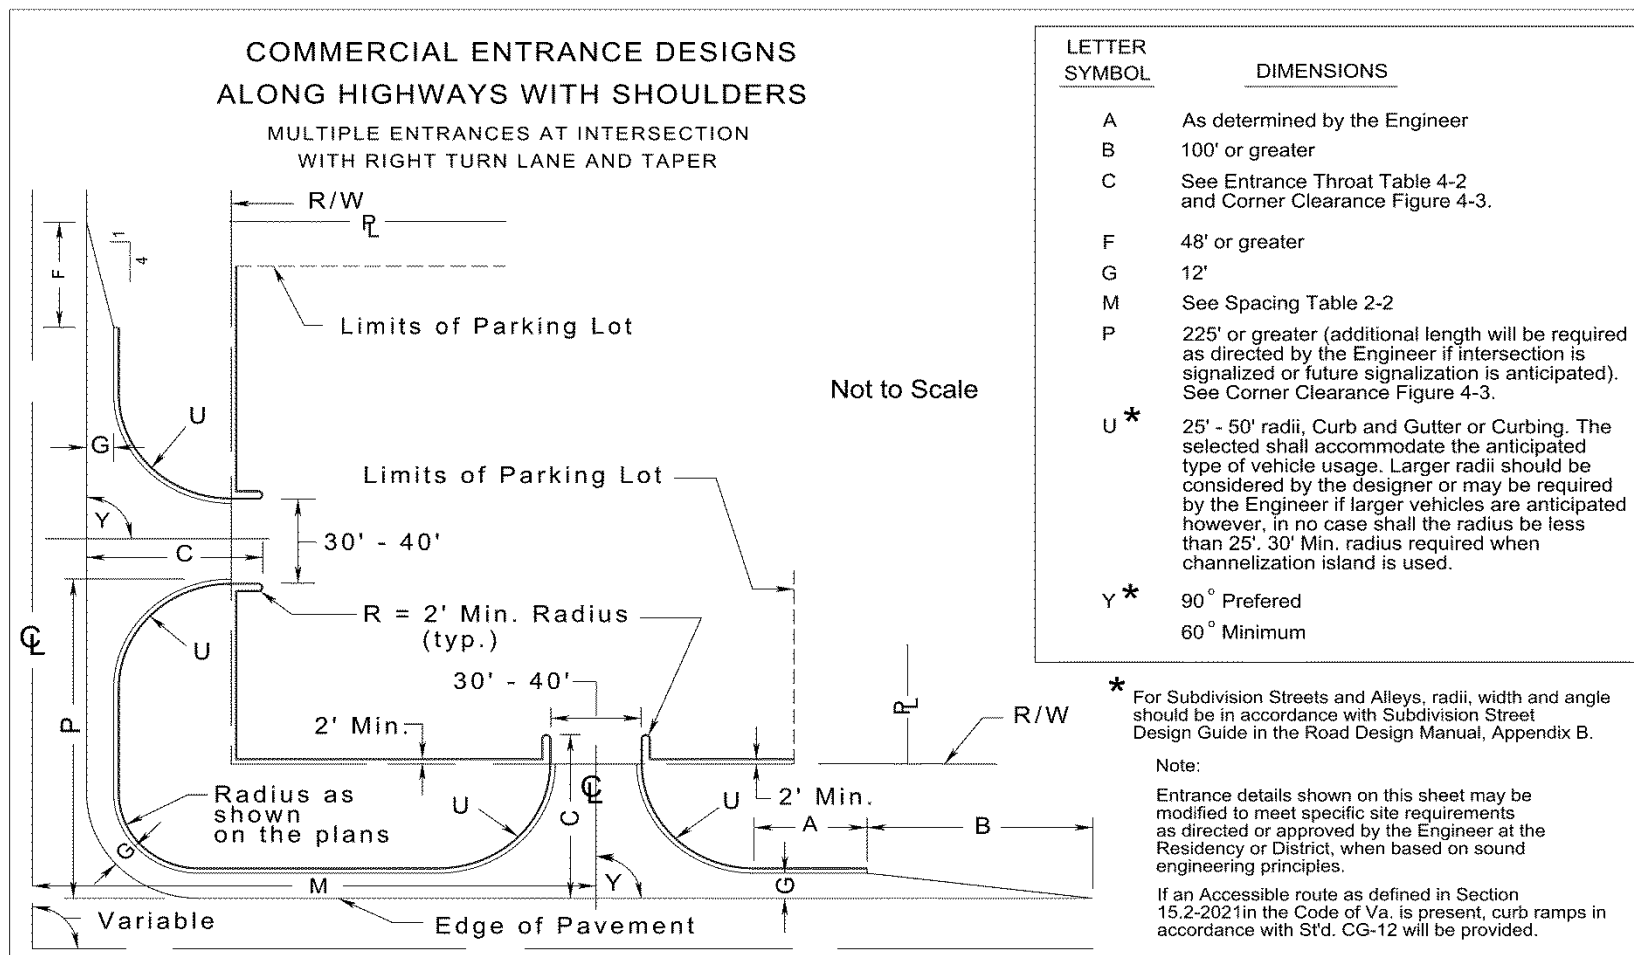 COMMERCIAL ENTRANCE DESIGNS
ALONG HIGHWAYS WITH SHOULDERS
MULTIPLE ENTRANCES AT INTERSECTION
WITH RIGHT TURN LANE AND TAPER
R/W
PL
F
1
4
Limits of Parking Lot
Not to Scale
U
G
Limits of Parking Lot
Y
30' - 40'
C
R = 2' Min. Radius
(typ.)
CL
U
30' - 40'
P
2' Min.
PL
R/W
CL
Radius as
shown
on the plans
U
C
U
2' Min.
A
B
G
M
Y
G
Variable
Edge of Pavement
LETTER
SYMBOL
DIMENSIONS
A As determined by the Engineer
B 100' or greater
C See Entrance Throat Table 4-2
and Corner Clearance Figure 4-3.
F 48' or greater
G 12'
M See Spacing Table 2-2
P 225' or greater (additional length will be required
as directed by the Engineer if intersection is
signalized or future signalization is anticipated).
See Corner Clearance Figure 4-3.
U * 25' - 50' radii, Curb and Gutter or Curbing. The
selected shall accommodate the anticipated
type of vehicle usage. Larger radii should be
considered by the designer or may be required
by the Engineer if larger vehicles are anticipated
however, in no case shall the radius be less
than 25'. 30' Min. radius required when
channelization island is used.
Y * 90° Prefered
60° Minimum
* For Subdivision Streets and Alleys, radii, width and angle
should be in accordance with Subdivision Street
Design Guide in the Road Design Manual, Appendix B.
Note:
Entrance details shown on this sheet may be
modified to meet specific site requirements
as directed or approved by the Engineer at the
Residency or District, when based on sound
engineering principles.
If an Accessible route as defined in Section
15.2-2021in the Code of Va. is present, curb ramps in
accordance with St'd. CG-12 will be provided.